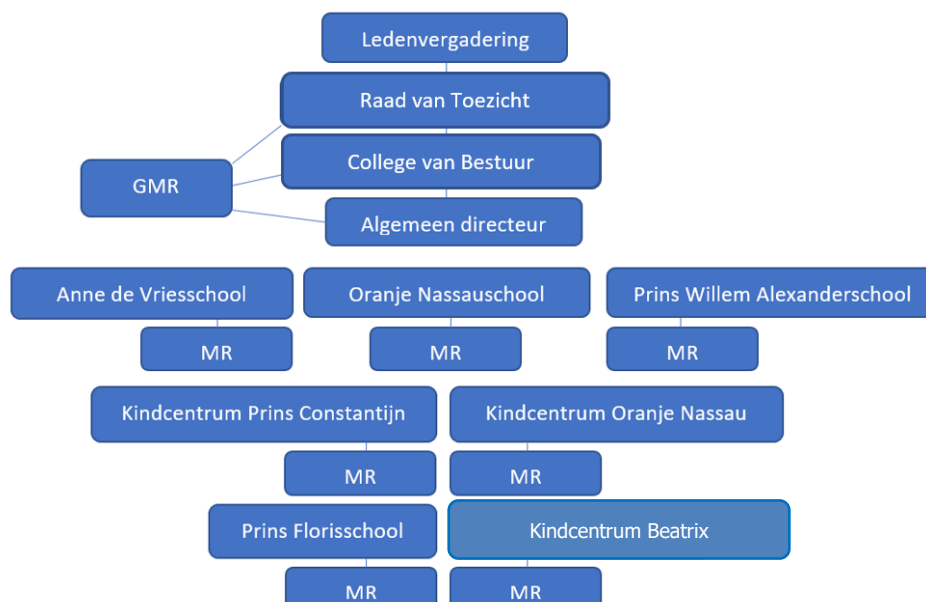 Ledenvergadering
Raad van Toezicht
College van Bestuur
GMR
Algemeen directeur
Anne de Vriesschool
Oranje Nassauschool
Prins Willem Alexanderschool
MR
MR
MR
Kindcentrum Prins Constantijn
Kindcentrum Oranje Nassau
MR
MR
Prins Florisschool
Kindcentrum Beatrix
MR
MR